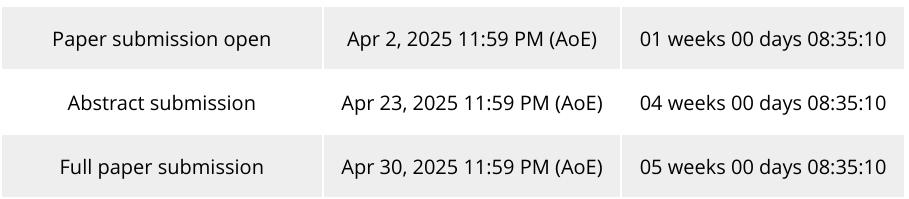 Paper submission open Apr 2, 2025 11:59 PM (AoE) 01 weeks 00 days 08:35:10
Abstract submission Apr 23, 2025 11:59 PM (AoE) 04 weeks 00 days 08:35:10
Full paper submission Apr 30, 2025 11:59 PM (AoE) 05 weeks 00 days 08:35:10